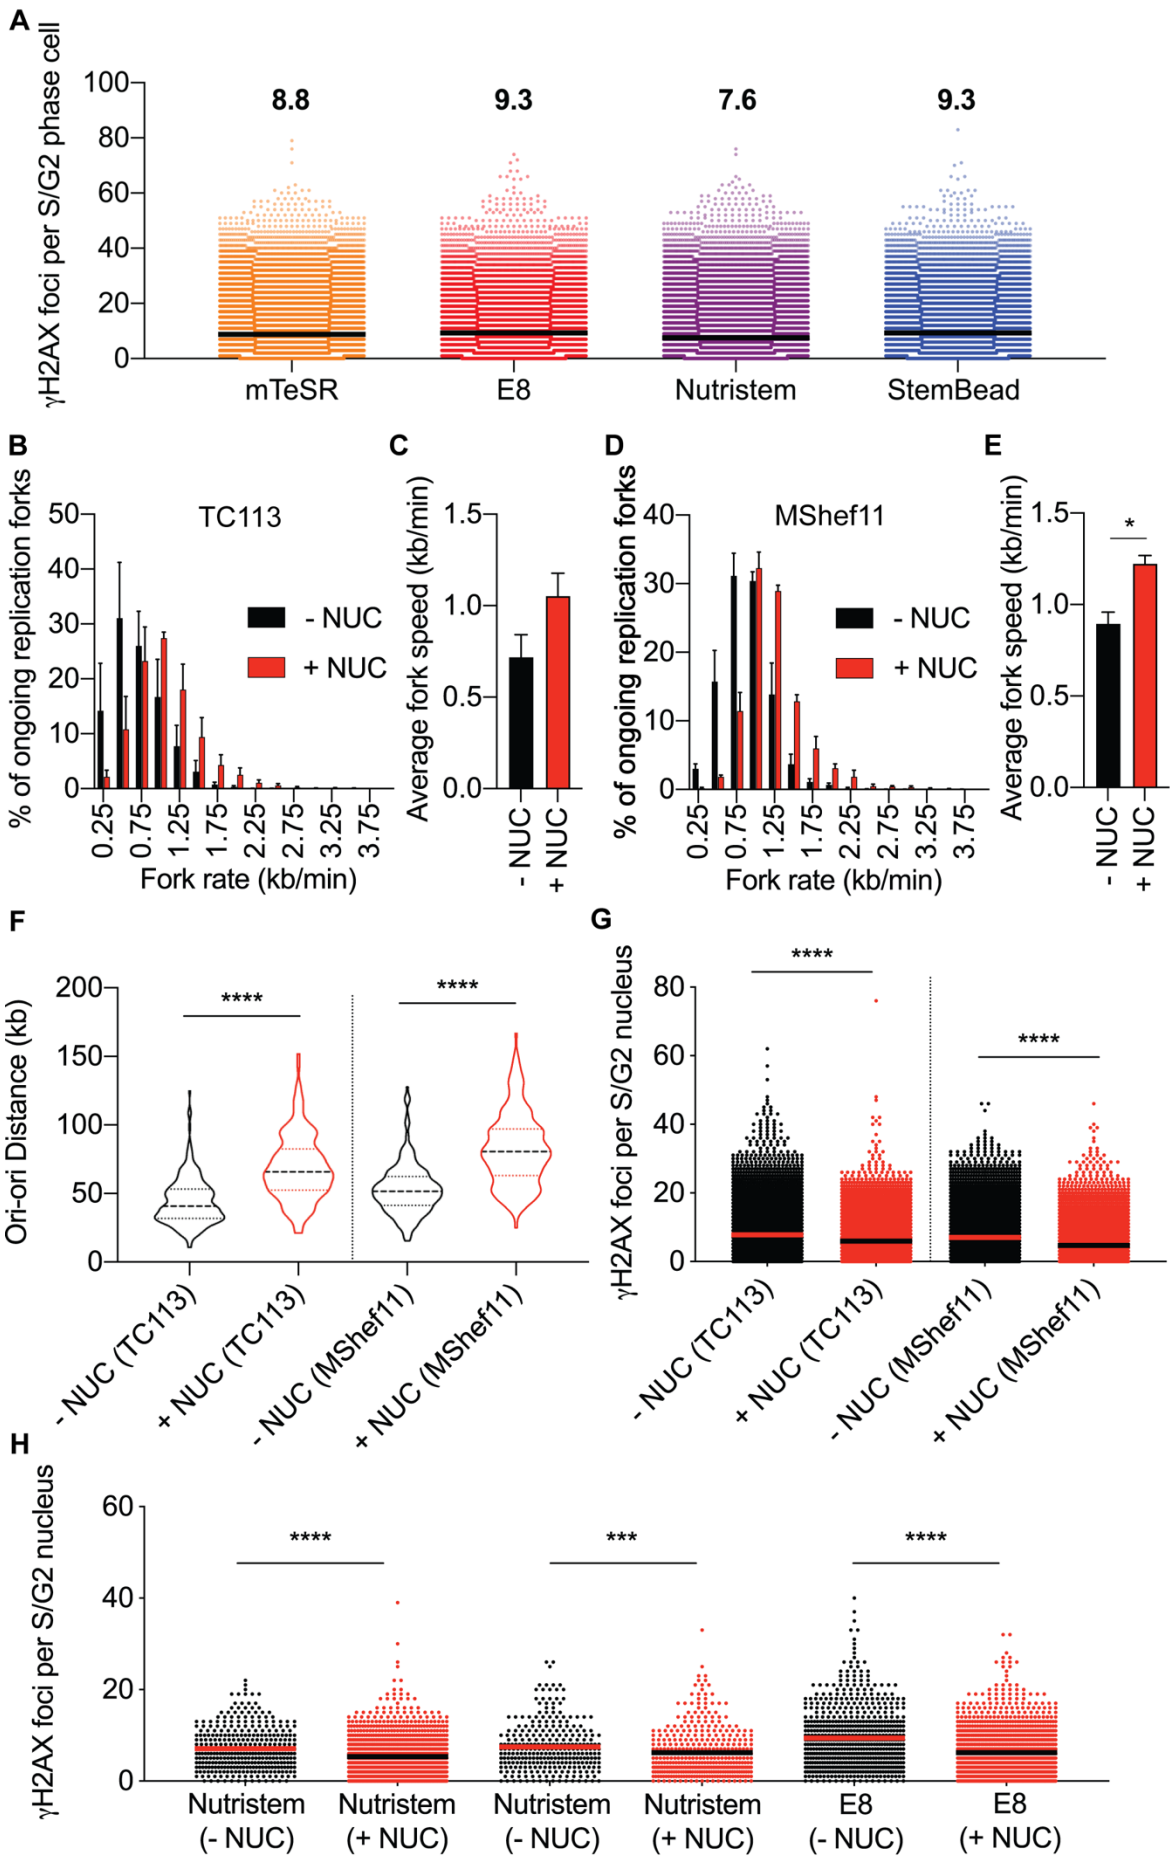 A
γH2AX foci per S/G2 phase cell
100
80
60
40
20
0
8.8
9.3
7.6
9.3
mTeSR
E8
Nutristem
StemBead
B
% of ongoing replication forks
50
40
30
20
10
0
TC113
- NUC
+ NUC
0.25
0.75
1.25
1.75
2.25
2.75
3.25
3.75
Fork rate (kb/min)
C
Average fork speed (kb/min)
1.5
1.0
0.5
0.0
- NUC
+ NUC
D
% of ongoing replication forks
40
30
20
10
0
MShef11
- NUC
+ NUC
0.25
0.75
1.25
1.75
2.25
2.75
3.25
3.75
Fork rate (kb/min)
E
Average fork speed (kb/min)
1.5
1.0
0.5
0.0
*
- NUC
+ NUC
F
Ori-ori Distance (kb)
200
150
100
50
0
****
****
- NUC (TC113)
+ NUC (TC113)
- NUC (MShef11)
+ NUC (MShef11)
G
γH2AX foci per S/G2 nucleus
80
60
40
20
0
****
****
- NUC (TC113)
+ NUC (TC113)
- NUC (MShef11)
+ NUC (MShef11)
H
γH2AX foci per S/G2 nucleus
60
40
20
0
****
***
****
Nutristem
(- NUC)
Nutristem
(+ NUC)
Nutristem
(- NUC)
Nutristem
(+ NUC)
E8
(- NUC)
E8
(+ NUC)